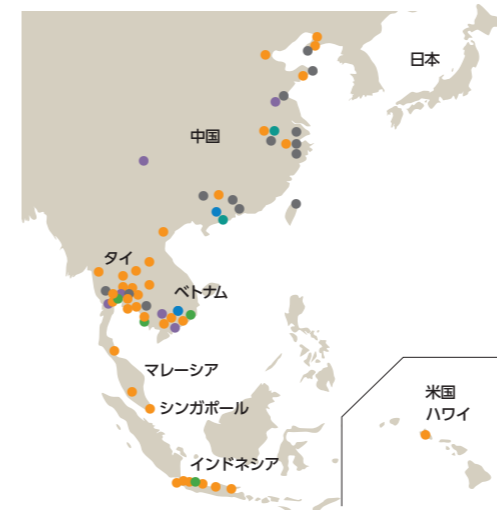 日本
中国
タイ
ベトナム
マレーシア
シンガポール
インドネシア
米国
ハワイ